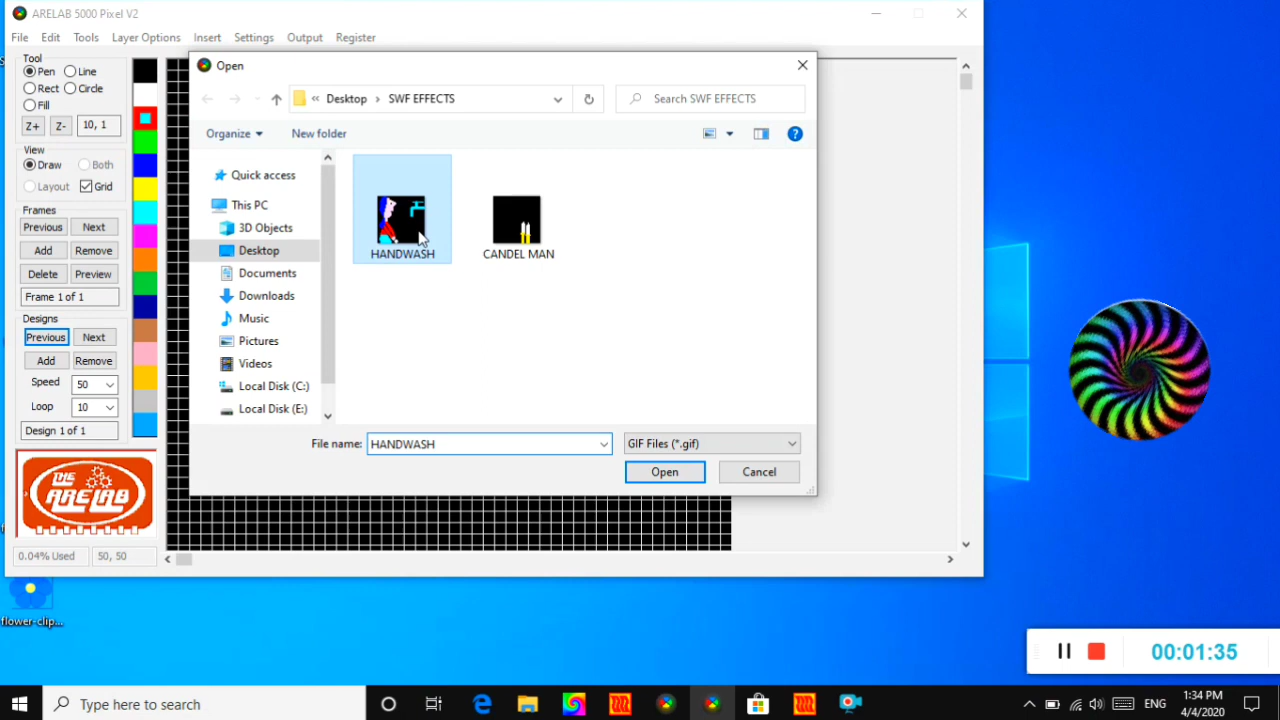 ARELAB 5000 Pixel V2
File Edit Tools Layer Options Insert Settings Output Register
Tool
Pen Line
Rect Circle
Fill
Z+ Z- 10, 1
View
Draw Both
Layout Grid
Frames
Previous Next
Add Remove
Delete Preview
Frame 1 of 1
Designs
Previous Next
Add Remove
Speed 50
Loop 10
Design 1 of 1
THE
ARE LAB
0.04% Used 50, 50
Open
« Desktop › SWF EFFECTS
Search SWF EFFECTS
Organize New folder
Quick access
This PC
3D Objects
Desktop
Documents
Downloads
Music
Pictures
Videos
Local Disk (C:)
Local Disk (E:)
HANDWASH
CANDEL MAN
File name: HANDWASH
GIF Files (*.gif)
Open Cancel
flower-clip...
00:01:35
Type here to search
ENG
1:34 PM
4/4/2020